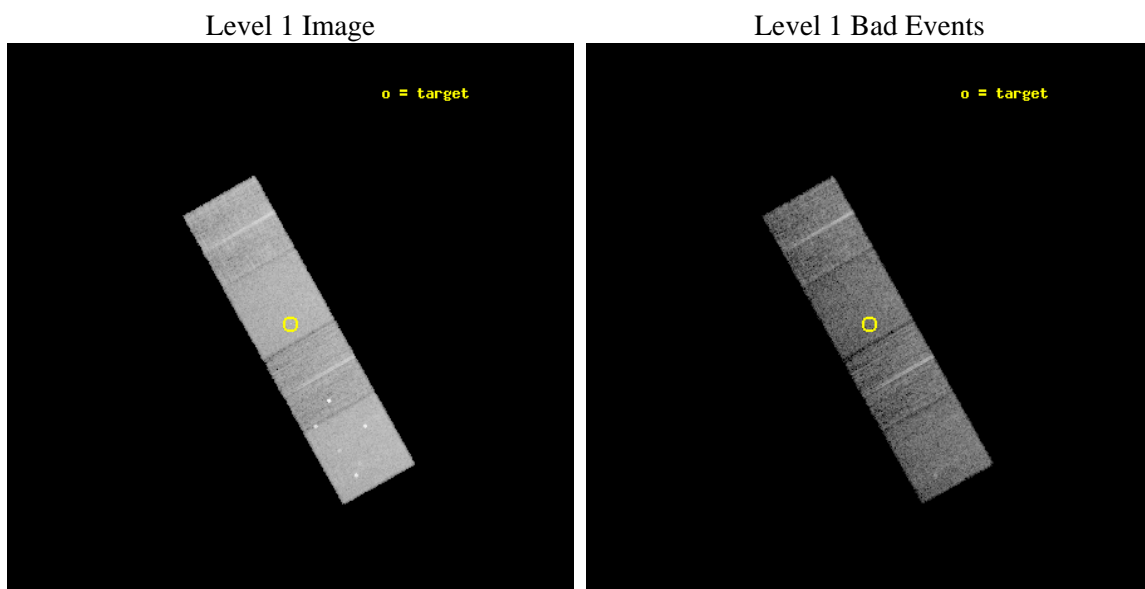 Level 1 Image
Level 1 Bad Events
o = target
o = target